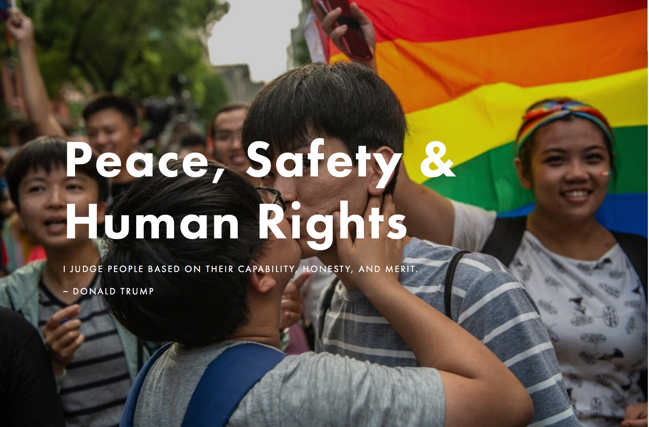 Peace, Safety &
Human Rights
I JUDGE PEOPLE BASED ON THEIR CAPABILITY, HONESTY, AND MERIT.
~ DONALD TRUMP